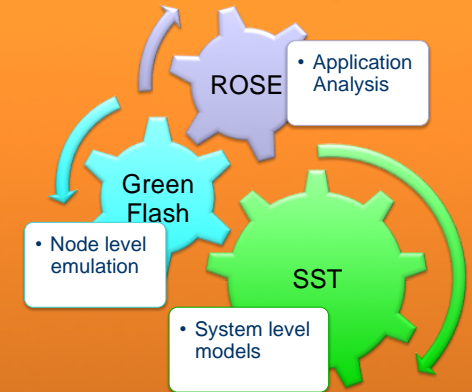 ROSE
• Application
Analysis
Green
Flash
• Node level
emulation
SST
• System level
models